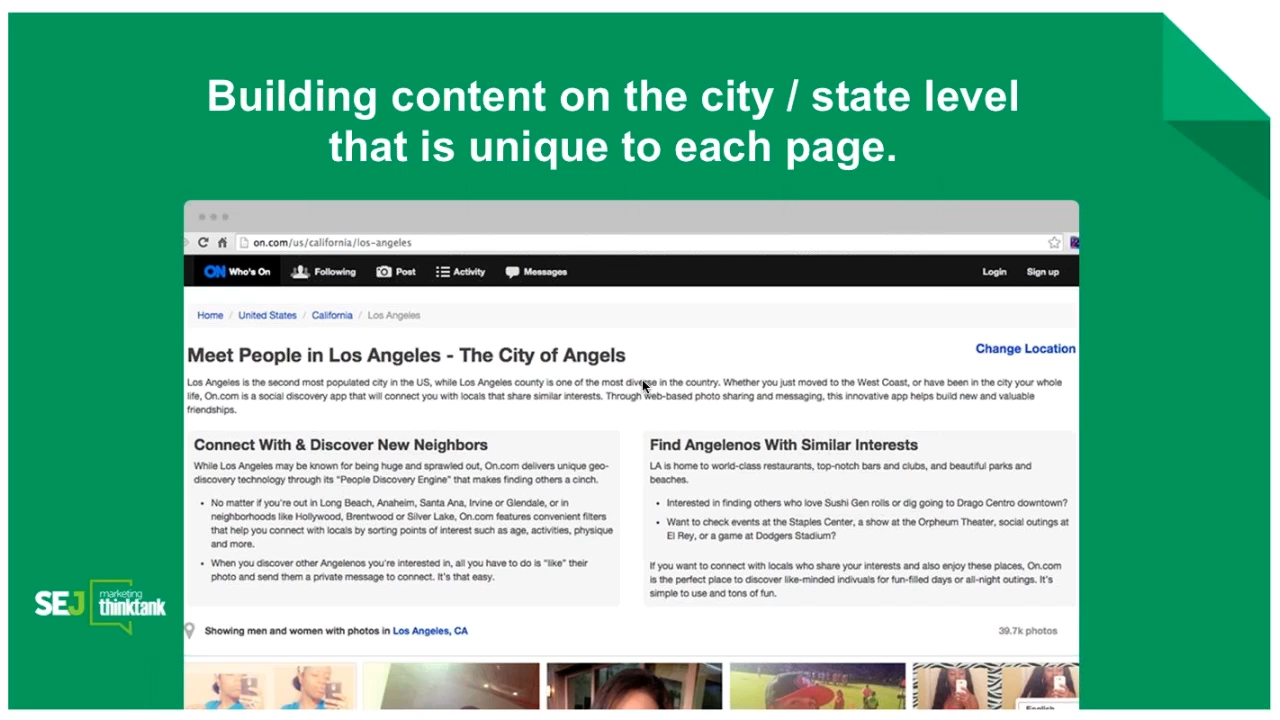 Building content on the city / state level
that is unique to each page.
on.com/us/california/los-angeles
ON Who's On Following Post Activity Messages Login Sign up
Home / United States / California / Los Angeles
Change Location
Meet People in Los Angeles - The City of Angels
Los Angeles is the second most populated city in the US, while Los Angeles county is one of the most diverse in the country. Whether you just moved to the West Coast, or have been in the city your whole
life, On.com is a social discovery app that will connect you with locals that share similar interests. Through web-based photo sharing and messaging, this innovative app helps build new and valuable
friendships.
Connect With & Discover New Neighbors
While Los Angeles may be known for being huge and sprawled out, On.com delivers unique geo-
discovery technology through its "People Discovery Engine" that makes finding others a cinch.
• No matter if you're out in Long Beach, Anaheim, Santa Ana, Irvine or Glendale, or in
neighborhoods like Hollywood, Brentwood or Silver Lake, On.com features convenient filters
that help you connect with locals by sorting points of interest such as age, activities, physique
and more.
• When you discover other Angelenos you're interested in, all you have to do is "like" their
photo and send them a private message to connect. It's that easy.
Find Angelenos With Similar Interests
LA is home to world-class restaurants, top-notch bars and clubs, and beautiful parks and
beaches.
• Interested in finding others who love Sushi Gen rolls or dig going to Drago Centro downtown?
• Want to check events at the Staples Center, a show at the Orpheum Theater, social outings at
El Rey, or a game at Dodgers Stadium?
If you want to connect with locals who share your interests and also enjoy these places, On.com
is the perfect place to discover like-minded indivuals for fun-filled days or all-night outings. It's
simple to use and tons of fun.
SEJ marketing
thinktank
Showing men and women with photos in Los Angeles, CA 39.7k photos
English